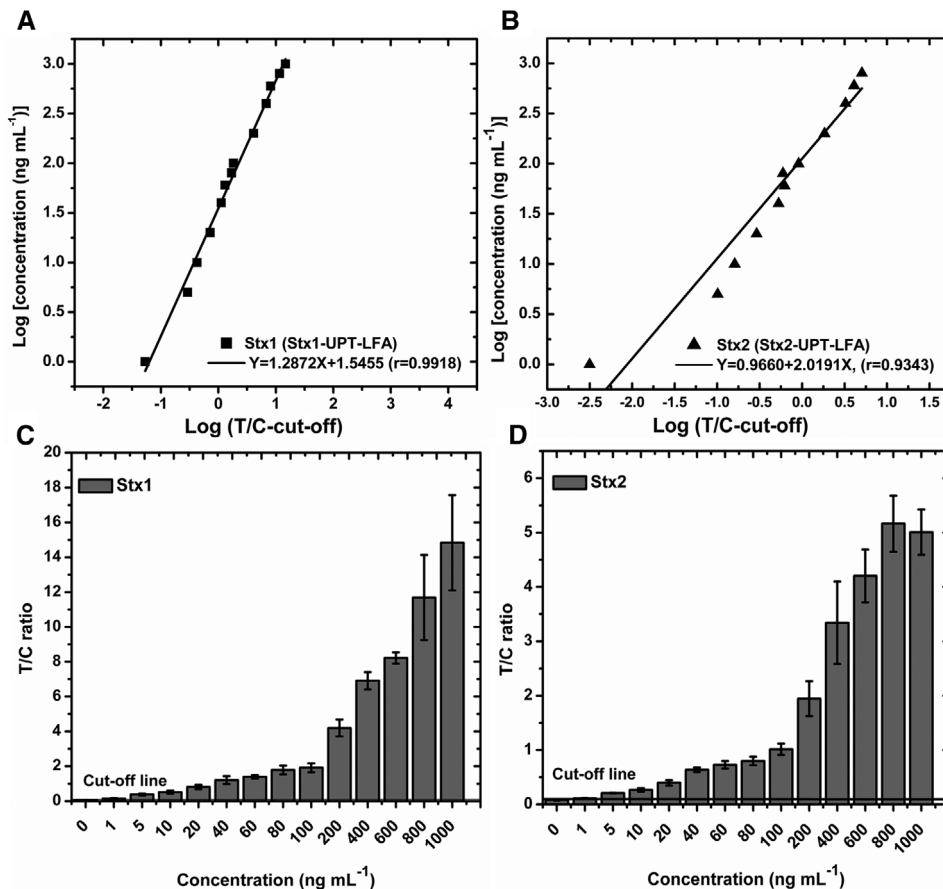 A
Log [concentration (ng mL⁻¹)]
3.0
2.5
2.0
1.5
1.0
0.5
0.0
Stx1 (Stx1-UPT-LFA)
Y=1.2872X+1.5455 (r=0.9918)
-2 -1 0 1 2 3 4
Log (T/C-cut-off)
B
Log [concentration (ng mL⁻¹)]
3.0
2.5
2.0
1.5
1.0
0.5
0.0
Stx2 (Stx2-UPT-LFA)
Y=0.9660+2.0191X, (r=0.9343)
-3.0 -2.5 -2.0 -1.5 -1.0 -0.5 0.0 0.5 1.0 1.5
Log (T/C-cut-off)
C
T/C ratio
20
18
16
14
12
10
8
6
4
2
0
Stx1
Cut-off line
0 1 5 10 20 40 60 80 100 200 400 600 800 1000
Concentration (ng mL⁻¹)
D
T/C ratio
6
5
4
3
2
1
0
Stx2
Cut-off line
0 1 5 10 20 40 60 80 100 200 400 600 800 1000
Concentration (ng mL⁻¹)